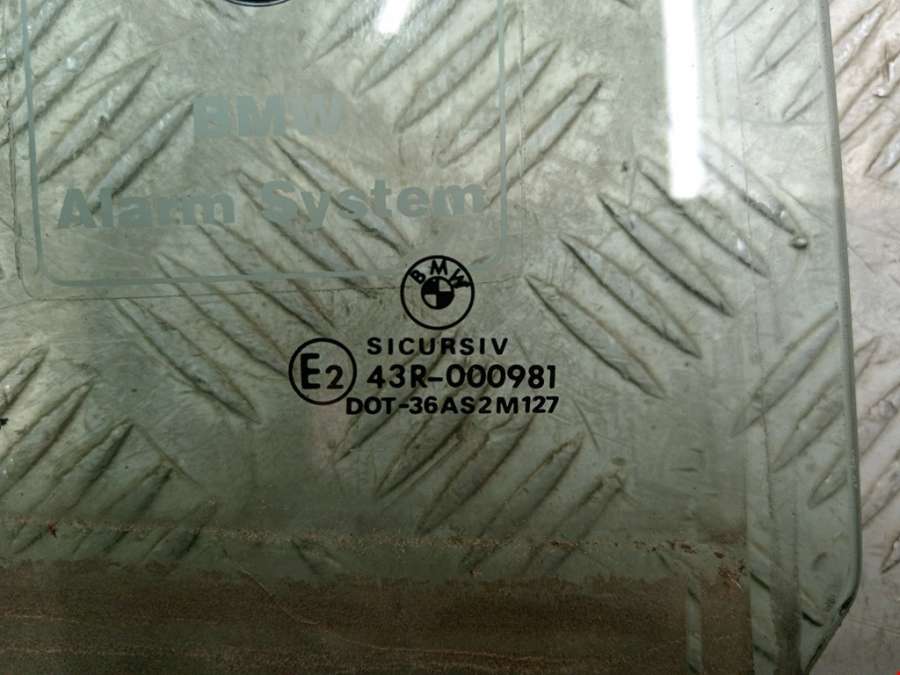 BMW
Alarm System
BMW
SICURSIV
E2 43R-000981
DOT-36AS2M127